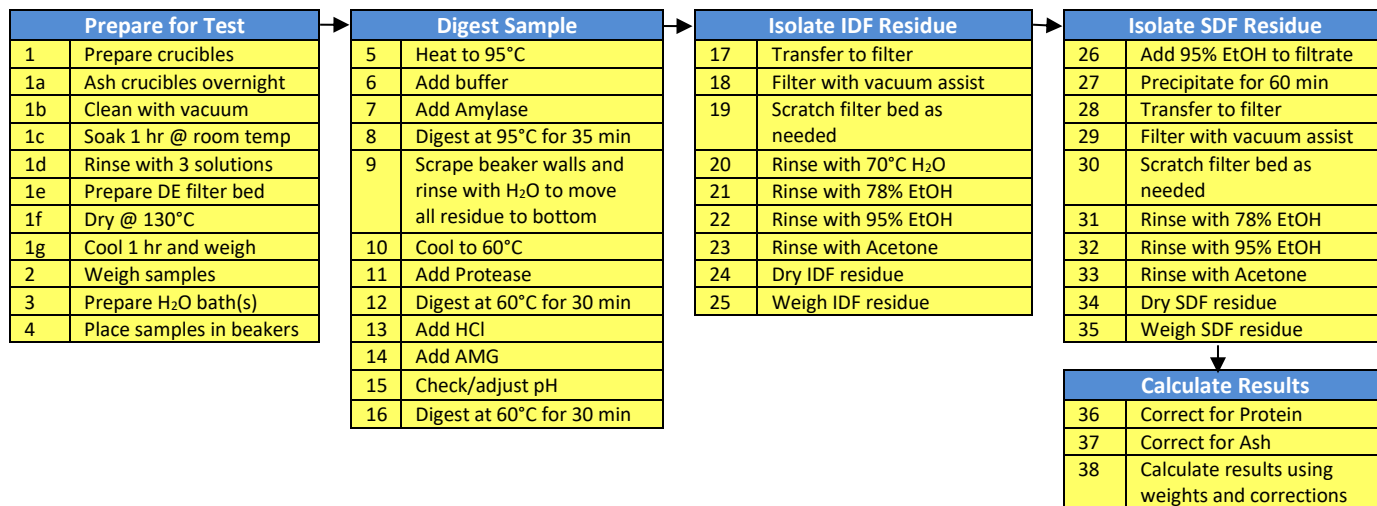 Prepare for Test
1 Prepare crucibles
1a Ash crucibles overnight
1b Clean with vacuum
1c Soak 1 hr @ room temp
1d Rinse with 3 solutions
1e Prepare DE filter bed
1f Dry @ 130°C
1g Cool 1 hr and weigh
2 Weigh samples
3 Prepare H₂O bath(s)
4 Place samples in beakers
Digest Sample
5 Heat to 95°C
6 Add buffer
7 Add Amylase
8 Digest at 95°C for 35 min
9 Scrape beaker walls and
rinse with H₂O to move
all residue to bottom
10 Cool to 60°C
11 Add Protease
12 Digest at 60°C for 30 min
13 Add HCl
14 Add AMG
15 Check/adjust pH
16 Digest at 60°C for 30 min
Isolate IDF Residue
17 Transfer to filter
18 Filter with vacuum assist
19 Scratch filter bed as
needed
20 Rinse with 70°C H₂O
21 Rinse with 78% EtOH
22 Rinse with 95% EtOH
23 Rinse with Acetone
24 Dry IDF residue
25 Weigh IDF residue
Isolate SDF Residue
26 Add 95% EtOH to filtrate
27 Precipitate for 60 min
28 Transfer to filter
29 Filter with vacuum assist
30 Scratch filter bed as
needed
31 Rinse with 78% EtOH
32 Rinse with 95% EtOH
33 Rinse with Acetone
34 Dry SDF residue
35 Weigh SDF residue
Calculate Results
36 Correct for Protein
37 Correct for Ash
38 Calculate results using
weights and corrections